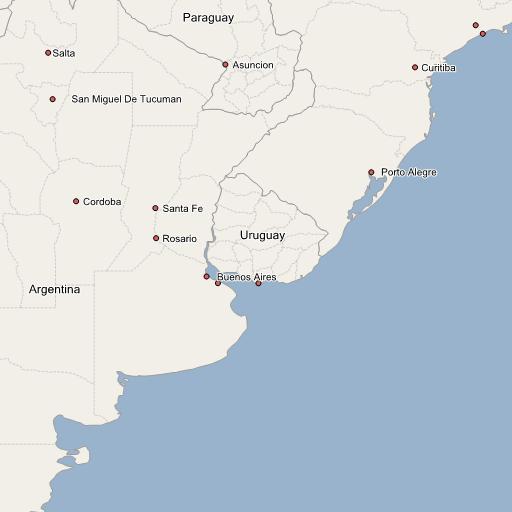 Paraguay
Salta
Asuncion
Curitiba
San Miguel De Tucuman
Porto Alegre
Cordoba
Santa Fe
Rosario
Uruguay
Buenos Aires
Argentina